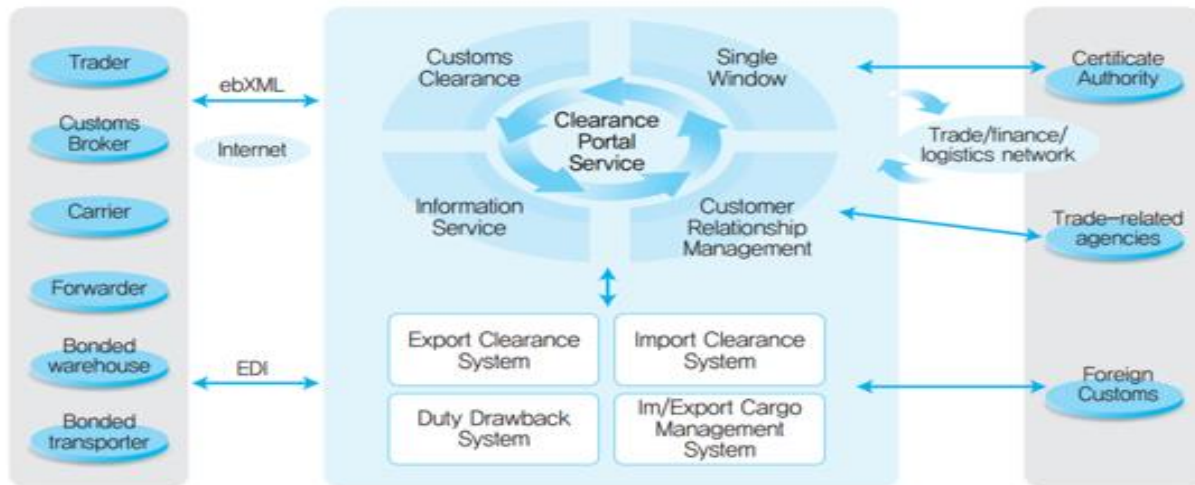 Trader
Customs
Broker
Carrier
Forwarder
Bonded
warehouse
Bonded
transporter
ebXML
Internet
EDI
Customs
Clearance
Single
Window
Clearance
Portal
Service
Information
Service
Customer
Relationship
Management
Export Clearance
System
Import Clearance
System
Duty Drawback
System
Im/Export Cargo
Management
System
Certificate
Authority
Trade/finance/
logistics network
Trade-related
agencies
Foreign
Customs